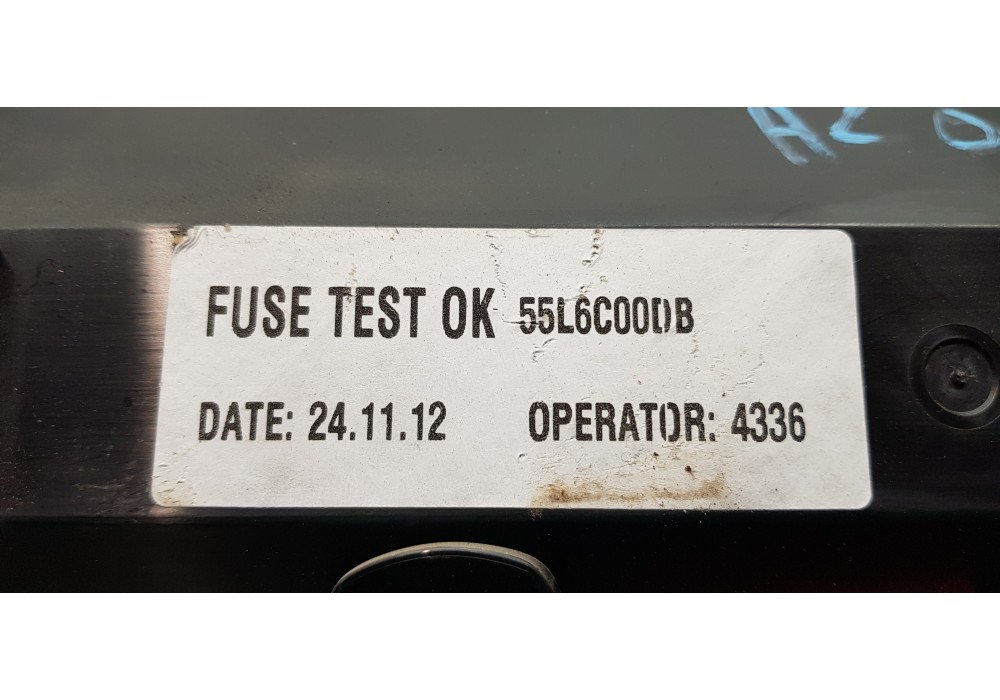 FUSE TEST OK 55L6C00DB
DATE: 24.11.12 OPERATOR: 4336